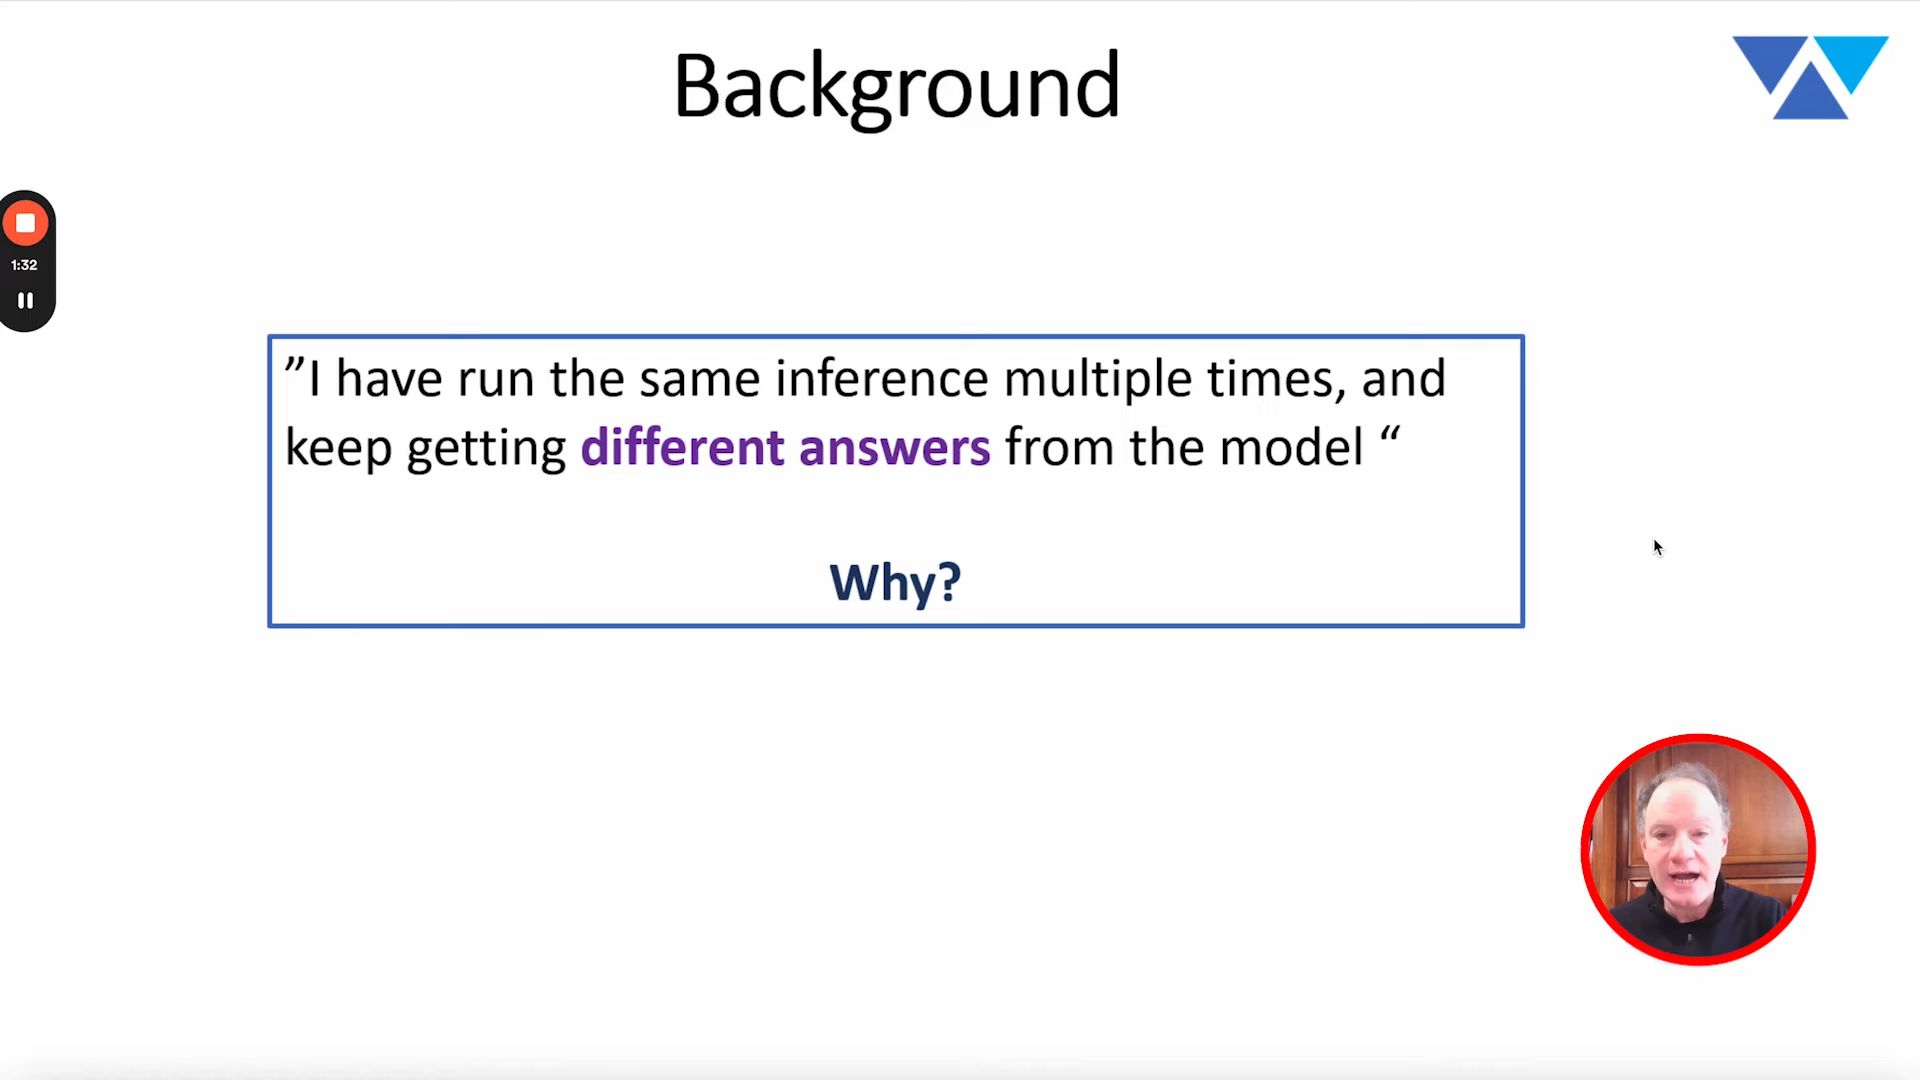 Background
1:32
”I have run the same inference multiple times, and
keep getting different answers from the model “
Why?